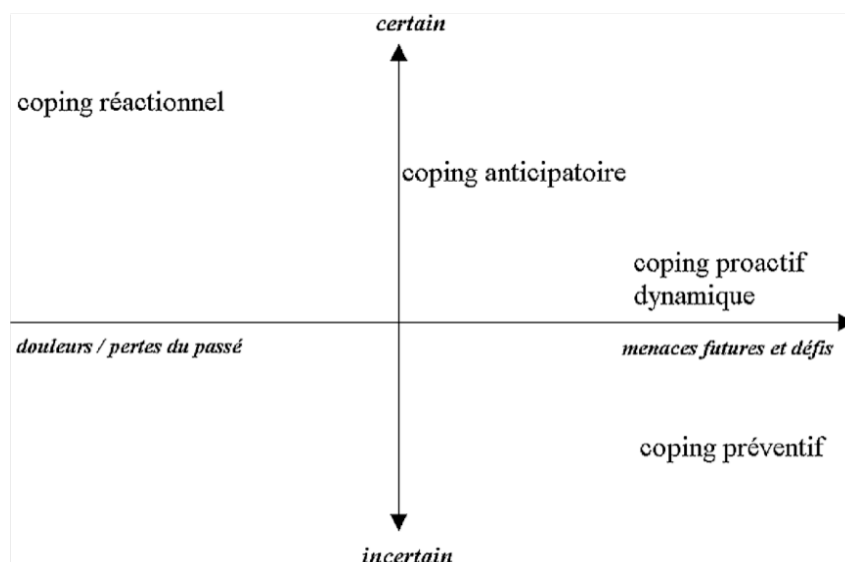 certain
coping réactionnel
coping anticipatoire
coping proactif
dynamique
douleurs / pertes du passé
menaces futures et défis
coping préventif
incertain